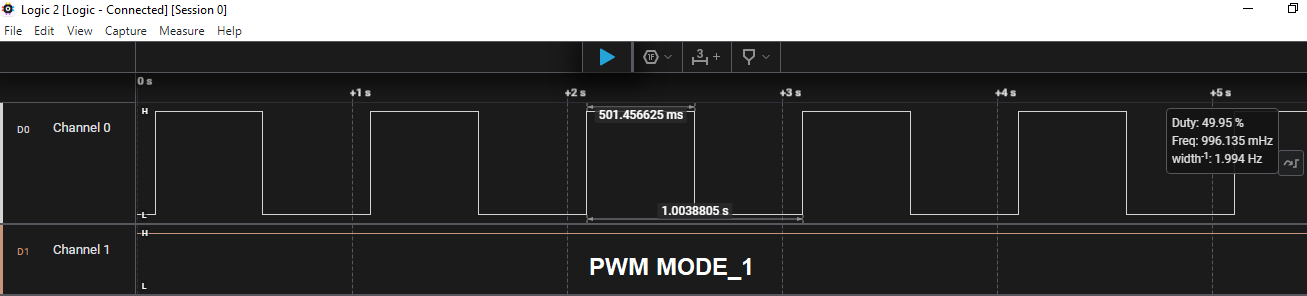 Logic 2 [Logic - Connected] [Session 0]
File Edit View Capture Measure Help
1F 3 +
0 s
+1 s +2 s +3 s +4 s +5 s
D0 Channel 0
H
L
501.456625 ms
1.0038805 s
Duty: 49.95 %
Freq: 996.135 mHz
width-1: 1.994 Hz
D1 Channel 1
H
L
PWM MODE_1